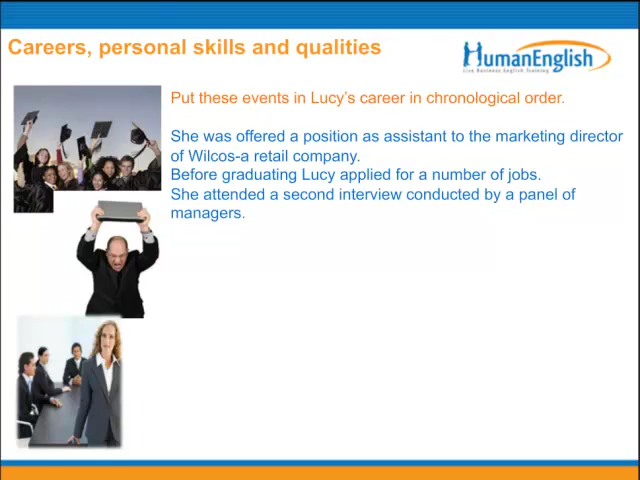 Careers, personal skills and qualities
HumanEnglish
Live Business English Training
Put these events in Lucy's career in chronological order.
She was offered a position as assistant to the marketing director
of Wilcos-a retail company.
Before graduating Lucy applied for a number of jobs.
She attended a second interview conducted by a panel of
managers.